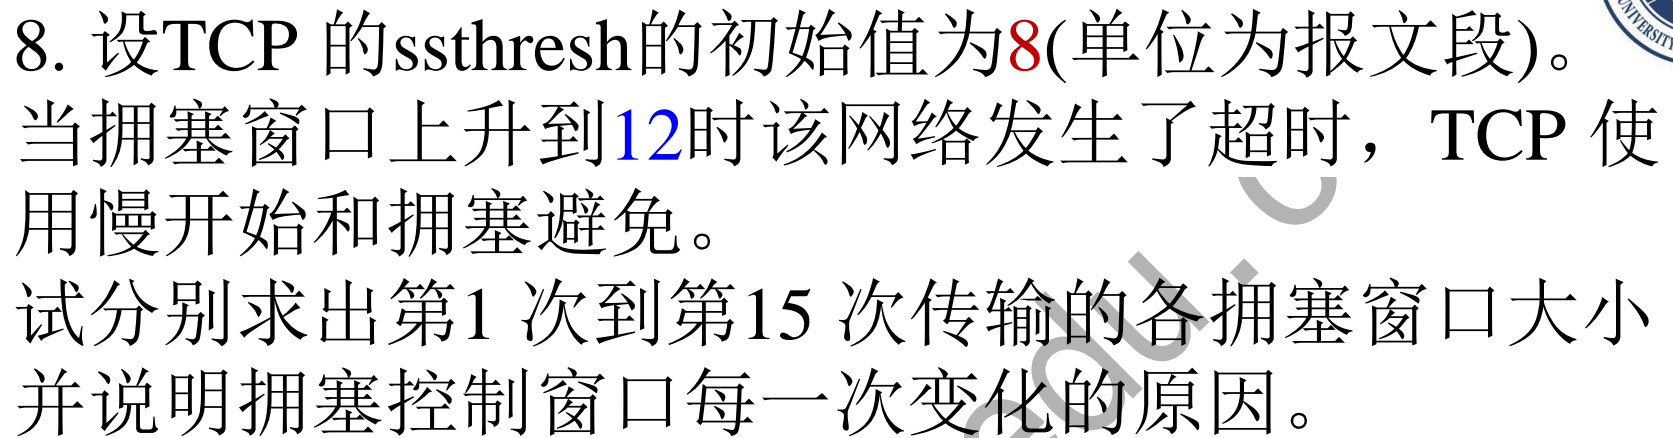 8. 设TCP 的ssthresh的初始值为8(单位为报文段)。
当拥塞窗口上升到12时该网络发生了超时，TCP 使
用慢开始和拥塞避免。
试分别求出第1 次到第15 次传输的各拥塞窗口大小
并说明拥塞控制窗口每一次变化的原因。
edu.c
UNIVERSITY